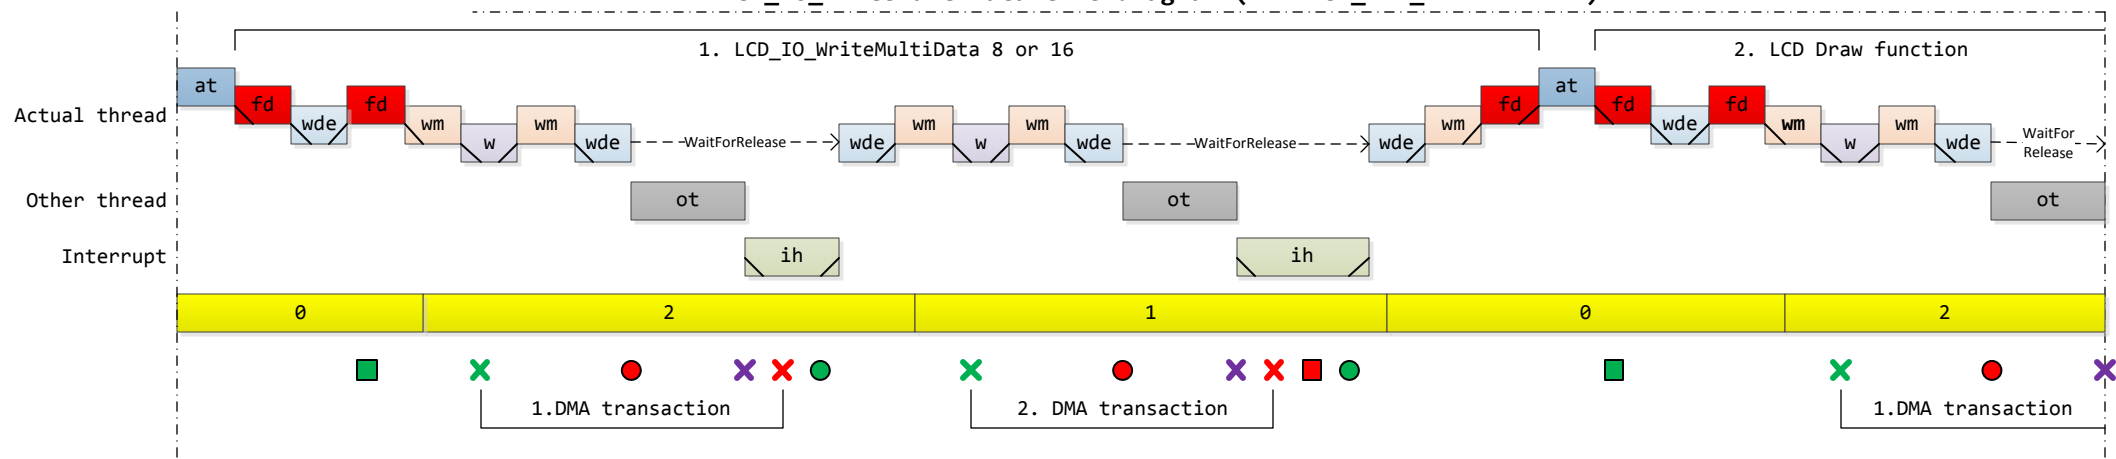 1. LCD_IO_WriteMultiData 8 or 16
2. LCD Draw function
Actual thread
at fd wde fd wm w wm wde WaitForRelease wde wm w wm wde WaitForRelease wde wm fd at fd wde fd wm w wm wde WaitFor
Release
Other thread
ot ot ot
Interrupt
ih ih
0 2 1 0 2
1.DMA transaction 2. DMA transaction 1.DMA transaction